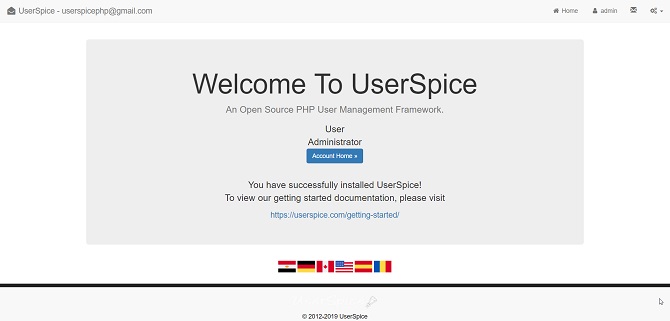 UserSpice - userspicephp@gmail.com
Home
admin
Welcome To UserSpice
An Open Source PHP User Management Framework.
User
Administrator
Account Home »
You have successfully installed UserSpice!
To view our getting started documentation, please visit
https://userspice.com/getting-started/
© 2012-2019 UserSpice